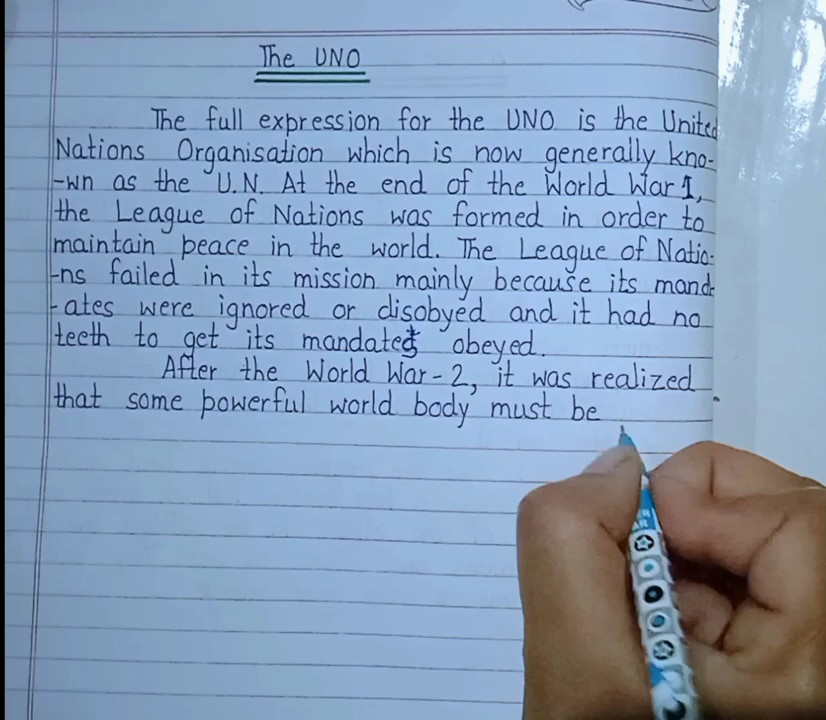 The UNO
The full expression for the UNO is the United
Nations Organisation which is now generally kno-
-wn as the U.N. At the end of the World War 1,
the League of Nations was formed in order to
maintain peace in the world. The League of Natio-
-ns failed in its mission mainly because its mand-
-ates were ignored or disobyed and it had no
teeth to get its mandates obeyed.
After the World War-2, it was realized
that some powerful world body must be